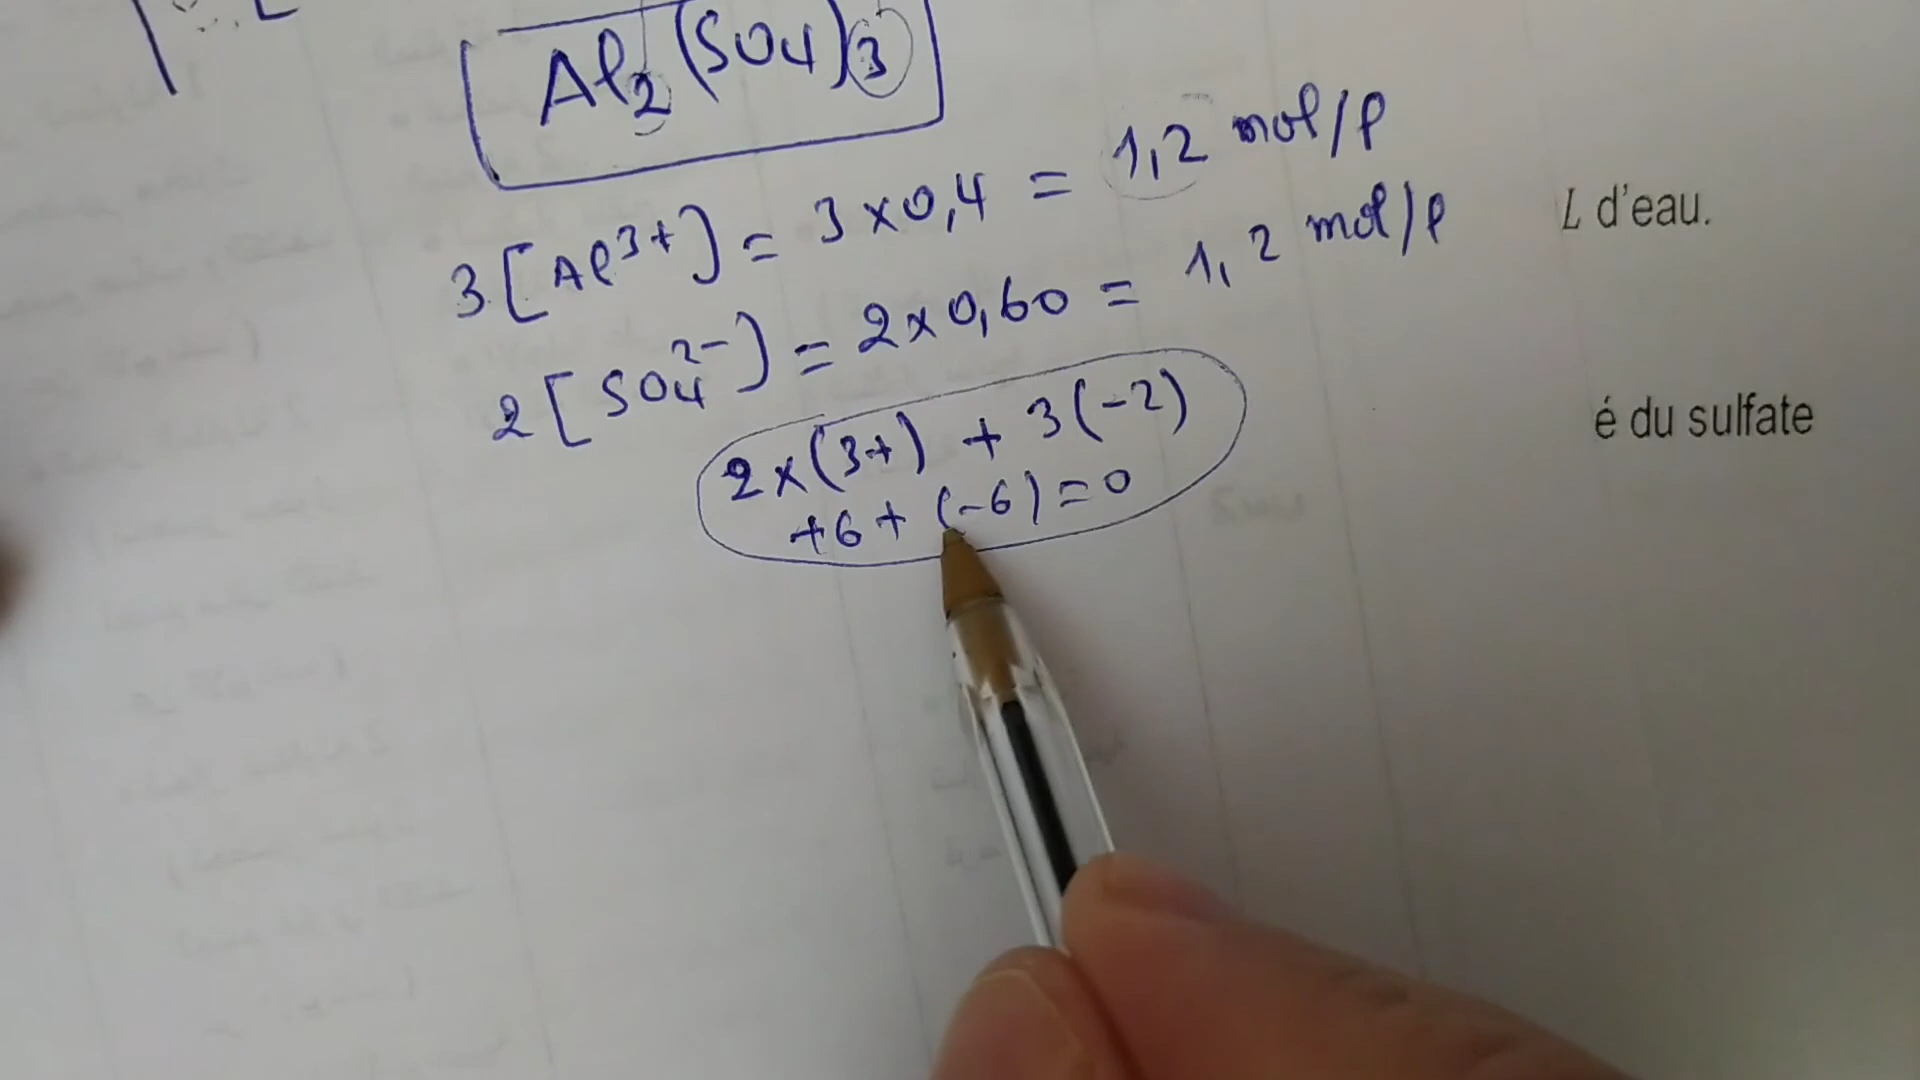 Al₂(SO4)3
3[Al3+] = 3×0,4 = 1,2 mol/l
L d'eau.
2[SO4 2-] = 2×0,60 = 1,2 mol/l
é du sulfate
2×(3+) + 3(-2)
+6+(-6)=0